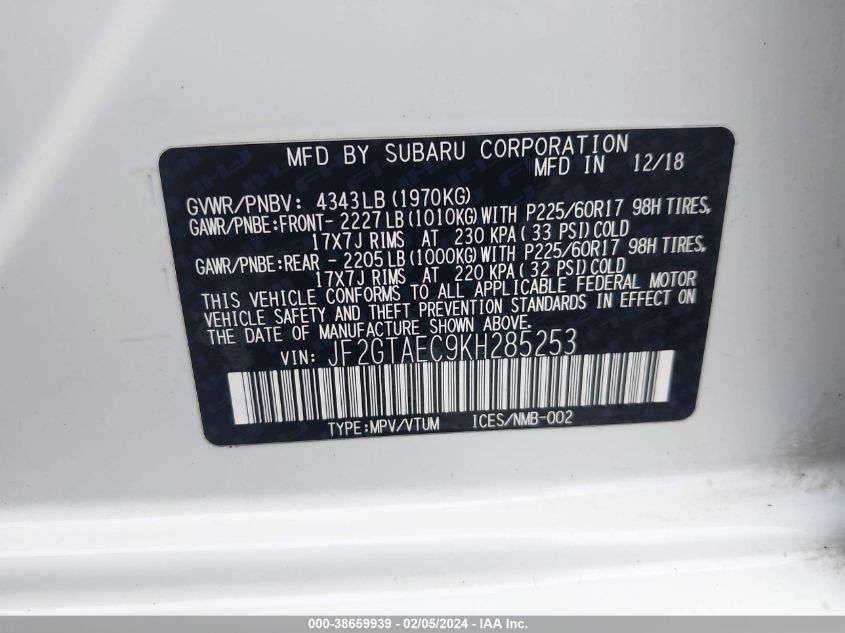 MFD BY SUBARU CORPORATION
MFD IN 12/18
GVWR/PNBV: 4343LB(1970KG)
GAWR/PNBE:FRONT- 2227LB(1010KG)WITH P225/60R17 98H TIRES,
17X7J RIMS AT 230 KPA( 33 PSI)COLD
GAWR/PNBE:REAR - 2205LB(1000KG)WITH P225/60R17 98H TIRES,
17X7J RIMS AT 220 KPA( 32 PSI)COLD
THIS VEHICLE CONFORMS TO ALL APPLICABLE FEDERAL MOTOR
VEHICLE SAFETY AND THEFT PREVENTION STANDARDS IN EFFECT ON
THE DATE OF MANUFACTURE SHOWN ABOVE.
VIN: JF2GTAEC9KH285253
TYPE:MPV/VTUM ICES/NMB-002
000-38659939 - 02/05/2024 - IAA